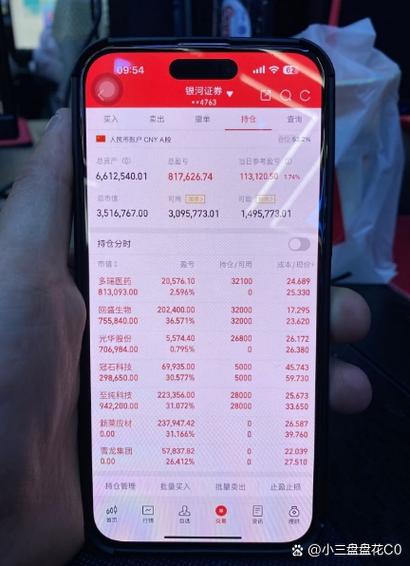 09:54
62
银河证券
**4763
买入 卖出 撤单 持仓 查询
人民币账户 CNY A股 仓位 53.2%
总资产 总盈亏 当日参考盈亏
6,612,540.01 817,626.74 113,120.50 1.74%
总市值 可用 可取
3,516,767.00 3,095,773.01 1,495,773.01
持仓分时
市值 盈亏 持仓/可用 成本/现价
多瑞医药 20,576.10 32100 24.689
813,093.00 2.596% 0 25.330
回盛生物 202,400.00 32000 17.295
755,840.00 36.571% 32000 23.620
光华股份 5,574.40 26800 26.172
706,984.00 0.795% 0 26.380
冠石科技 69,935.00 5000 45.743
298,650.00 30.577% 5000 59.730
至纯科技 223,356.00 28000 25.673
942,200.00 31.072% 28000 33.650
新莱应材 237,947.42 0 26.587
0.00 31.166% 0 39.760
雪龙集团 57,837.82 0 22.039
0.00 26.412% 0 27.510
持仓管理 批量买入 批量卖出 止盈止损
首页 行情 自选 交易 资讯 理财
@小三盘盘花C0